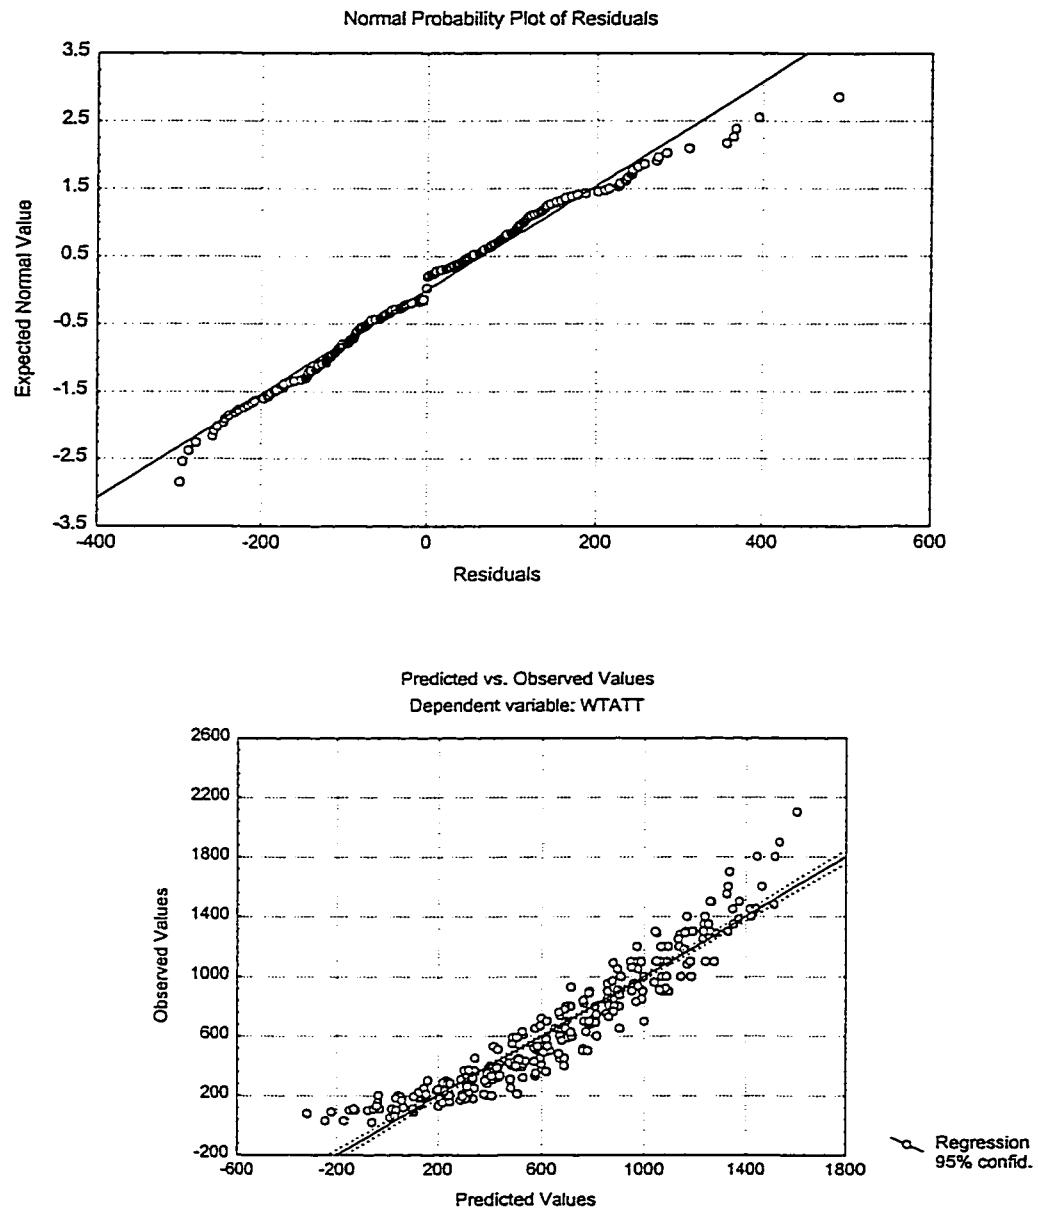 Normal Probability Plot of Residuals
3.5
2.5
1.5
0.5
-0.5
-1.5
-2.5
-3.5
Expected Normal Value
-400 -200 0 200 400 600
Residuals
Predicted vs. Observed Values
Dependent variable: WTATT
2600
2200
1800
1400
1000
600
200
-200
Observed Values
-600 -200 200 600 1000 1400 1800
Predicted Values
Regression
95% confid.